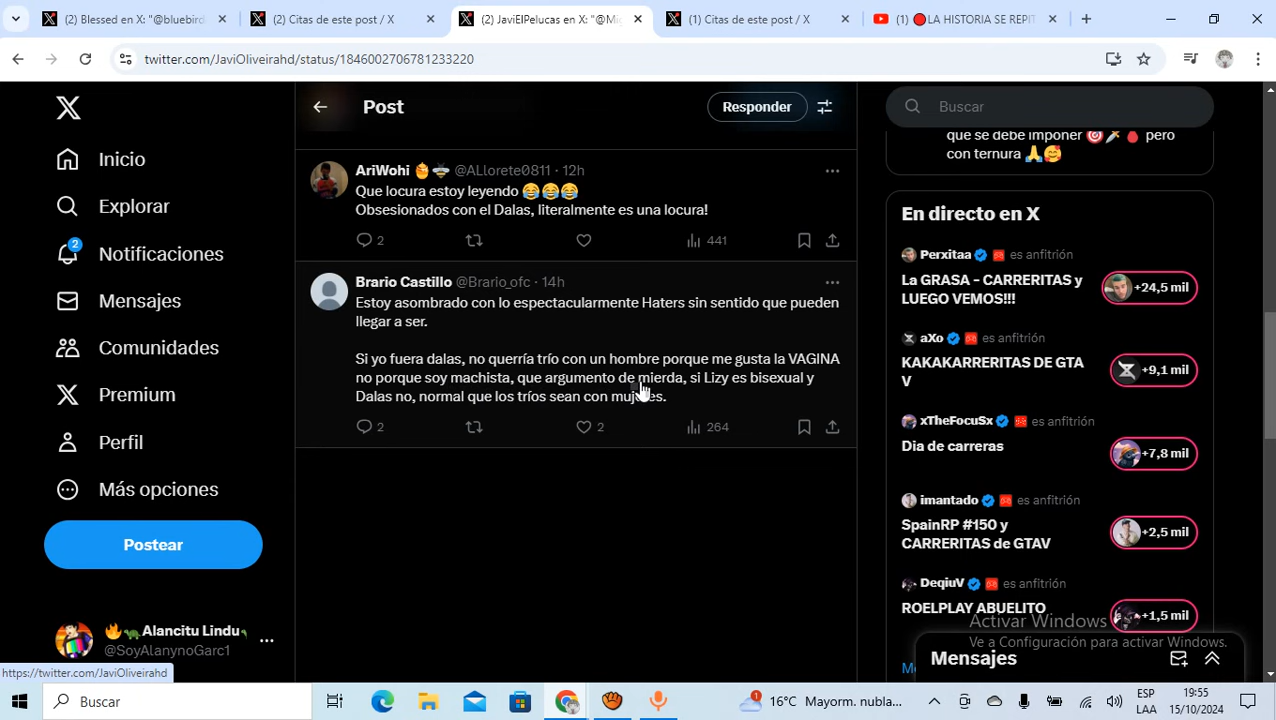 (2) Blessed en X: "@bluebird
(2) Citas de este post / X
(2) JaviElPelucas en X: "@Mig
(1) Citas de este post / X
(1) 🔴LA HISTORIA SE REPIT
twitter.com/JaviOliveirahd/status/1846002706781233220
Inicio
Explorar
2
Notificaciones
Mensajes
Comunidades
Premium
Perfil
Más opciones
Postear
Alancitu Lindu
@SoyAlanynoGarc1
https://twitter.com/JaviOliveirahd
Post
Responder
AriWohi @ALlorete0811 · 12h
Que locura estoy leyendo 😂😂😂
Obsesionados con el Dalas, literalmente es una locura!
2 441
Brario Castillo @Brario_ofc · 14h
Estoy asombrado con lo espectacularmente Haters sin sentido que pueden
llegar a ser.
Si yo fuera dalas, no querría trío con un hombre porque me gusta la VAGINA
no porque soy machista, que argumento de mierda, si Lizy es bisexual y
Dalas no, normal que los tríos sean con mujeres.
2 2 264
Buscar
que se debe imponer 🎯💉🩸 pero
con ternura 🙏🥰
En directo en X
Perxitaa es anfitrión
La GRASA - CARRERITAS y
LUEGO VEMOS!!!
+24,5 mil
aXo es anfitrión
KAKAKARRERITAS DE GTA
V
+9,1 mil
xTheFocuSx es anfitrión
Dia de carreras
+7,8 mil
imantado es anfitrión
SpainRP #150 y
CARRERITAS de GTAV
+2,5 mil
DeqiuV es anfitrión
ROELPLAY ABUELITO
+1,5 mil
Activar Windows
Ve a Configuración para activar Windows.
Mensajes
Buscar
1
16°C Mayorm. nubla...
ESP
LAA
19:55
15/10/2024